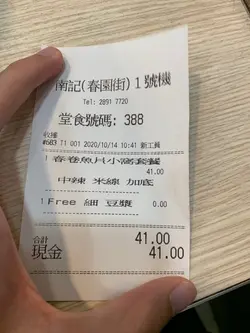 南記(春園街)1號機
Tel: 2891 7720
堂食號碼: 388
收據
#683 T1 001 2020/10/14 10:41 新工員
1 春卷魚片小窩套餐
41.00
中辣 米線 加底
1 Free 細 豆漿 0.00
合計 41.00
現金 41.00